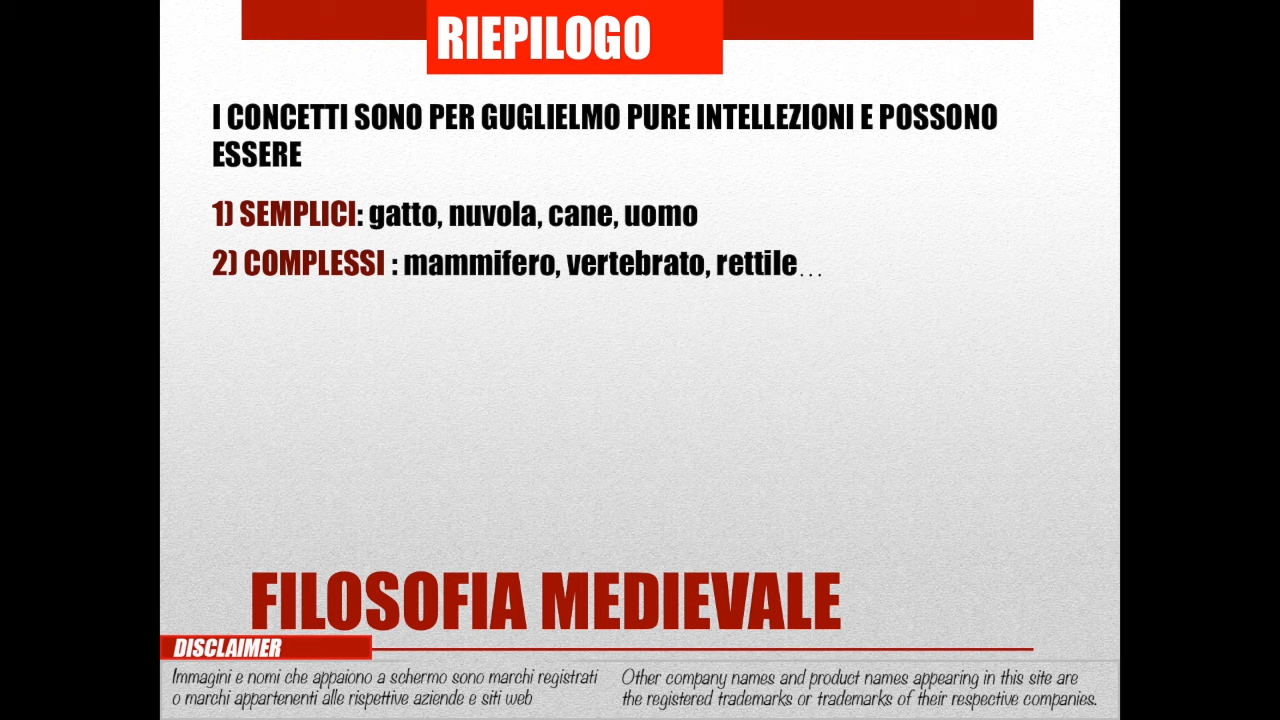 RIEPILOGO
I CONCETTI SONO PER GUGLIELMO PURE INTELLEZIONI E POSSONO
ESSERE
1) SEMPLICI: gatto, nuvola, cane, uomo
2) COMPLESSI : mammifero, vertebrato, rettile...
FILOSOFIA MEDIEVALE
DISCLAIMER
Immagini e nomi che appaiono a schermo sono marchi registrati
o marchi appartenenti alle rispettive aziende e siti web
Other company names and product names appearing in this site are
the registered trademarks or trademarks of their respective companies.